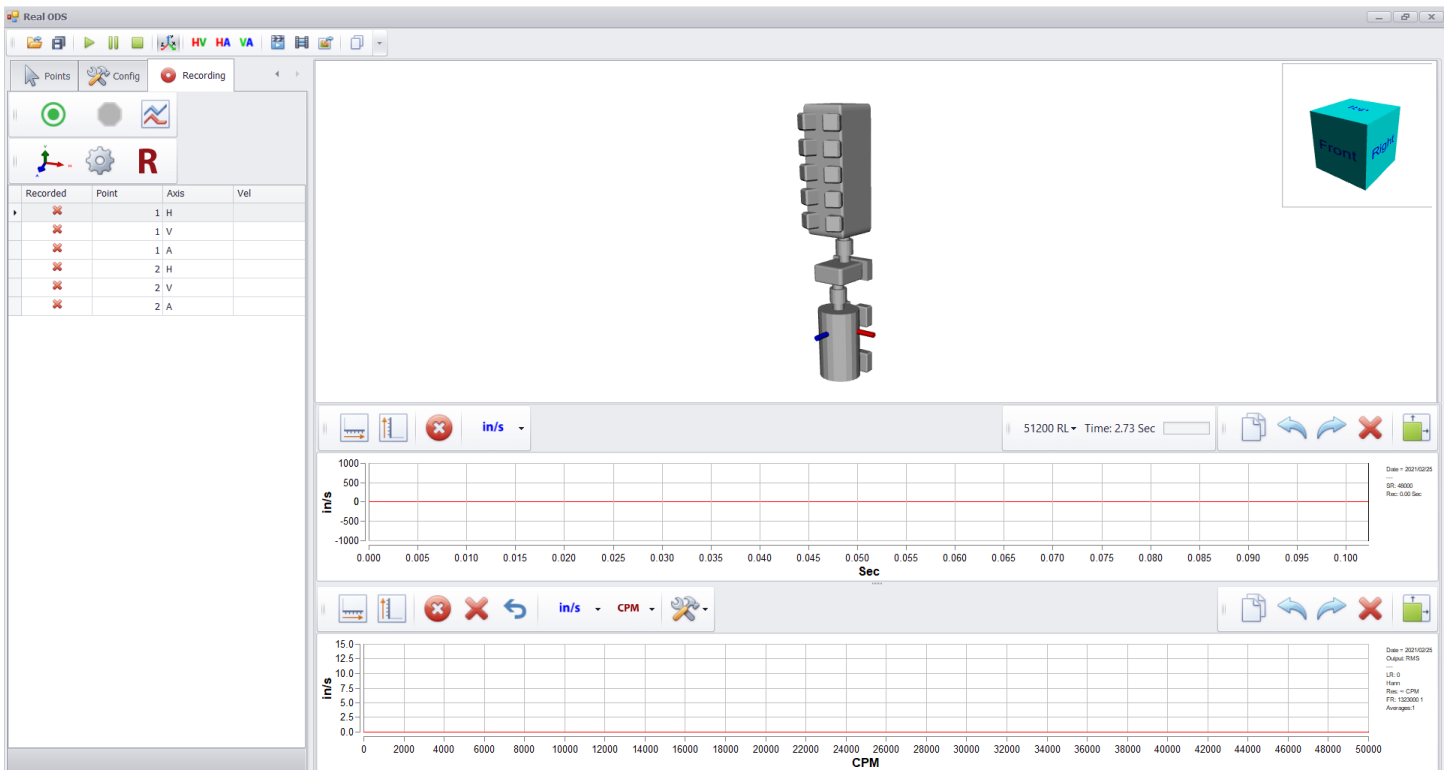 Real ODS
HV HA VA
Points Config Recording
R
Recorded Point Axis Vel
1 H
1 V
1 A
2 H
2 V
2 A
Front
Right
in/s
51200 RL Time: 2.73 Sec
1000
500
0
-500
-1000
in/s
0.000 0.005 0.010 0.015 0.020 0.025 0.030 0.035 0.040 0.045 0.050 0.055 0.060 0.065 0.070 0.075 0.080 0.085 0.090 0.095 0.100
Sec
Date = 2021/02/25
---
SR: 48000
Rec: 0.00 Sec
in/s CPM
15.0
12.5
10.0
7.5
5.0
2.5
0.0
in/s
0 2000 4000 6000 8000 10000 12000 14000 16000 18000 20000 22000 24000 26000 28000 30000 32000 34000 36000 38000 40000 42000 44000 46000 48000 50000
CPM
Date = 2021/02/25
Output: RMS
---
LR: 0
Hann
Res: ~ CPM
FR: 1323000 1
Averages:1